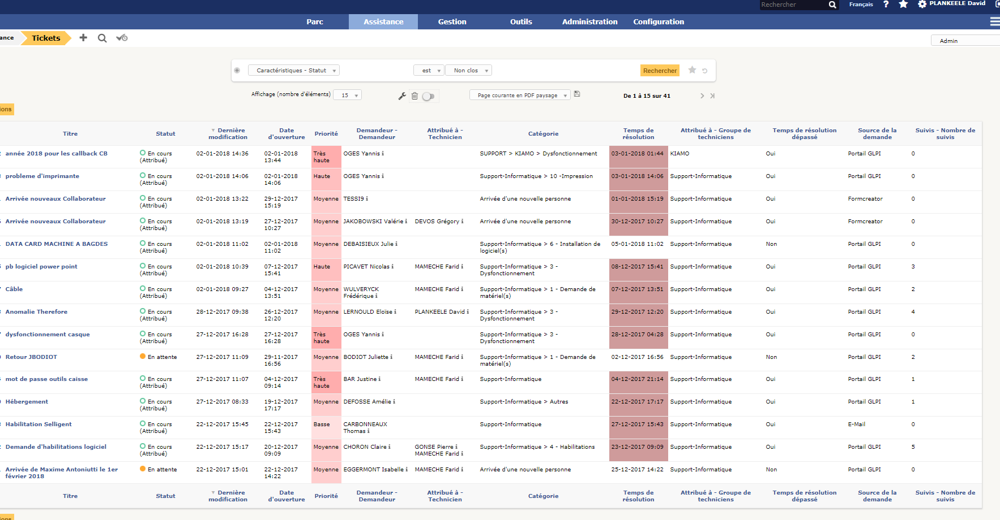 Rechercher Français ? PLANKEELE David
Parc Assistance Gestion Outils Administration Configuration
ance Tickets Admin
Caractéristiques - Statut est Non clos Rechercher
Affichage (nombre d'éléments) 15 Page courante en PDF paysage De 1 à 15 sur 41
ions
Titre Statut Dernière modification Date d'ouverture Priorité Demandeur - Demandeur Attribué à - Technicien Catégorie Temps de résolution Attribué à - Groupe de techniciens Temps de résolution dépassé Source de la demande Suivis - Nombre de suivis
année 2018 pour les callback CB En cours (Attribué) 02-01-2018 14:36 02-01-2018 13:44 Très haute OGES Yannis SUPPORT > KIAMO > Dysfonctionnement 03-01-2018 01:44 KIAMO Oui Portail GLPI 0
probleme d'imprimante En cours (Attribué) 02-01-2018 14:06 02-01-2018 14:06 Haute OGES Yannis Support-Informatique > 10 -Impression 03-01-2018 14:06 Support-Informatique Oui Portail GLPI 0
Arrivée nouveaux Collaborateur En cours (Attribué) 02-01-2018 13:22 29-12-2017 15:19 Moyenne TESSI9 Arrivée d'une nouvelle personne 01-01-2018 15:19 Support-Informatique Oui Formcreator 0
Arrivée nouveaux Collaborateur En cours (Attribué) 02-01-2018 13:19 27-12-2017 10:27 Moyenne JAKOBOWSKI Valérie DEVOS Grégory Arrivée d'une nouvelle personne 30-12-2017 10:27 Support-Informatique Oui Formcreator 0
DATA CARD MACHINE A BAGDES En cours (Attribué) 02-01-2018 11:02 02-01-2018 11:02 Moyenne DEBAISIEUX Julie Support-Informatique > 6 - Installation de logiciel(s) 05-01-2018 11:02 Support-Informatique Non Portail GLPI 0
pb logiciel power point En cours (Attribué) 02-01-2018 10:39 07-12-2017 15:41 Haute PICAVET Nicolas MAMECHE Farid Support-Informatique > 3 - Dysfonctionnement 08-12-2017 15:41 Support-Informatique Oui Portail GLPI 3
Câble En cours (Attribué) 02-01-2018 09:27 04-12-2017 13:51 Moyenne WULVERYCK Frédérique MAMECHE Farid Support-Informatique > 1 - Demande de matériel(s) 07-12-2017 13:51 Support-Informatique Oui Portail GLPI 2
Anomalie Therefore En cours (Attribué) 28-12-2017 09:38 26-12-2017 12:20 Moyenne LERNOULD Eloïse PLANKEELE David Support-Informatique > 3 - Dysfonctionnement 29-12-2017 12:20 Support-Informatique Oui Portail GLPI 4
dysfonctionnement casque En cours (Attribué) 27-12-2017 16:28 27-12-2017 16:28 Très haute OGES Yannis Support-Informatique > 3 - Dysfonctionnement 28-12-2017 04:28 Support-Informatique Oui Portail GLPI 0
Retour JBODIOT En attente 27-12-2017 11:09 29-11-2017 16:56 Moyenne BODIOT Juliette MAMECHE Farid Support-Informatique > 1 - Demande de matériel(s) 02-12-2017 16:56 Support-Informatique Non Portail GLPI 2
mot de passe outils caisse En cours (Attribué) 27-12-2017 11:07 04-12-2017 09:14 Très haute BAR Justine MAMECHE Farid Support-Informatique 04-12-2017 21:14 Support-Informatique Oui Portail GLPI 1
Hébergement En cours (Attribué) 27-12-2017 08:33 19-12-2017 17:17 Moyenne DEFOSSE Amélie Support-Informatique > Autres 22-12-2017 17:17 Support-Informatique Oui Portail GLPI 1
Habilitation Selligent En cours (Attribué) 22-12-2017 15:45 22-12-2017 15:43 Basse CARBONNEAUX Thomas Support-Informatique 27-12-2017 15:43 Support-Informatique Oui E-Mail 0
Demande d'habilitations logiciel En cours (Attribué) 22-12-2017 15:17 20-12-2017 09:09 Moyenne CHORON Claire GONSE Pierre MAMECHE Farid Support-Informatique > 4 - Habilitations 23-12-2017 09:09 Support-Informatique Oui Portail GLPI 5
Arrivée de Maxime Antoniutti le 1er février 2018 En attente 22-12-2017 15:01 22-12-2017 14:22 Moyenne EGGERMONT Isabelle MAMECHE Farid Arrivée d'une nouvelle personne 25-12-2017 14:22 Support-Informatique Non Portail GLPI 0
Titre Statut Dernière modification Date d'ouverture Priorité Demandeur - Demandeur Attribué à - Technicien Catégorie Temps de résolution Attribué à - Groupe de techniciens Temps de résolution dépassé Source de la demande Suivis - Nombre de suivis
ions